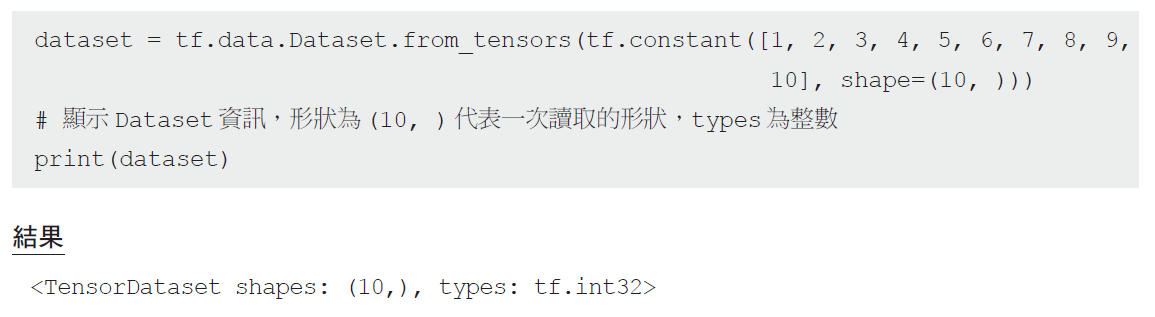 dataset = tf.data.Dataset.from_tensors(tf.constant([1, 2, 3, 4, 5, 6, 7, 8, 9,
10], shape=(10, )))
# 顯示 Dataset 資訊，形狀為 (10, ) 代表一次讀取的形狀，types 為整數
print(dataset)
結果
<TensorDataset shapes: (10,), types: tf.int32>